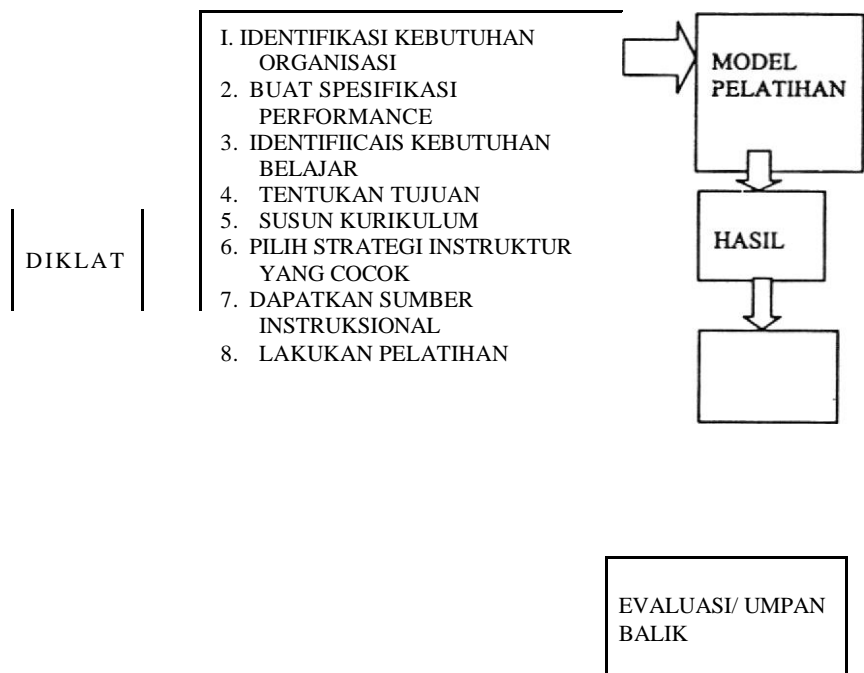 I. IDENTIFIKASI KEBUTUHAN
ORGANISASI
2. BUAT SPESIFIKASI
PERFORMANCE
3. IDENTIFIICAIS KEBUTUHAN
BELAJAR
4. TENTUKAN TUJUAN
5. SUSUN KURIKULUM
6. PILIH STRATEGI INSTRUKTUR
YANG COCOK
7. DAPATKAN SUMBER
INSTRUKSIONAL
8. LAKUKAN PELATIHAN
DIKLAT
MODEL
PELATIHAN
HASIL
EVALUASI/ UMPAN
BALIK